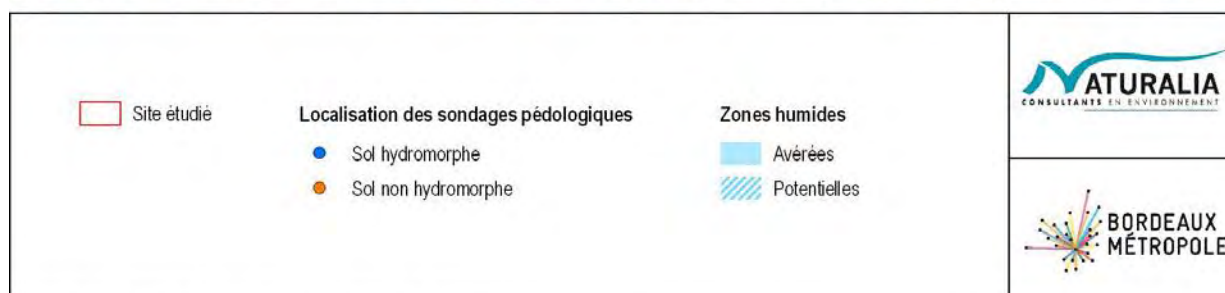 Site étudié
Localisation des sondages pédologiques
Sol hydromorphe
Sol non hydromorphe
Zones humides
Avérées
Potentielles
NATURALIA
CONSULTANTS EN ENVIRONNEMENT
BORDEAUX
MÉTROPOLE